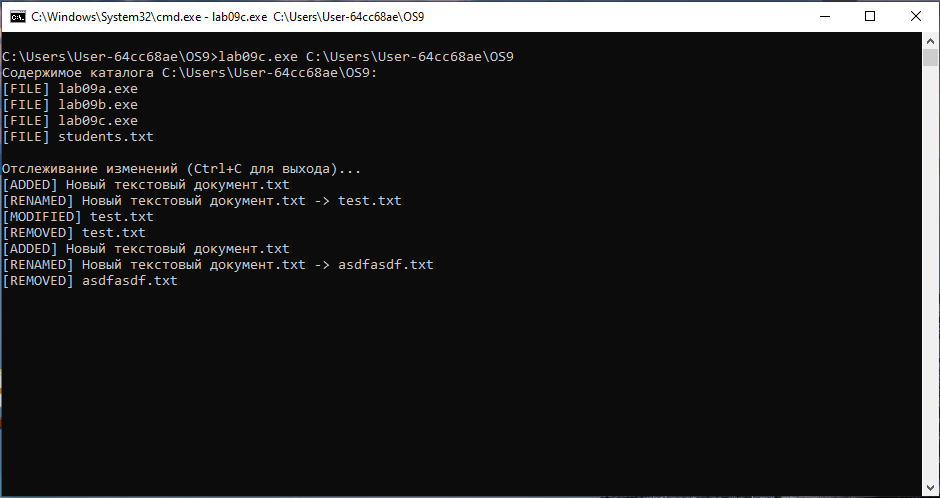 C:\Windows\System32\cmd.exe - lab09c.exe  C:\Users\User-64cc68ae\OS9
C:\Users\User-64cc68ae\OS9>lab09c.exe C:\Users\User-64cc68ae\OS9
Содержимое каталога C:\Users\User-64cc68ae\OS9:
[FILE] lab09a.exe
[FILE] lab09b.exe
[FILE] lab09c.exe
[FILE] students.txt
Отслеживание изменений (Ctrl+C для выхода)...
[ADDED] Новый текстовый документ.txt
[RENAMED] Новый текстовый документ.txt -> test.txt
[MODIFIED] test.txt
[REMOVED] test.txt
[ADDED] Новый текстовый документ.txt
[RENAMED] Новый текстовый документ.txt -> asdfasdf.txt
[REMOVED] asdfasdf.txt